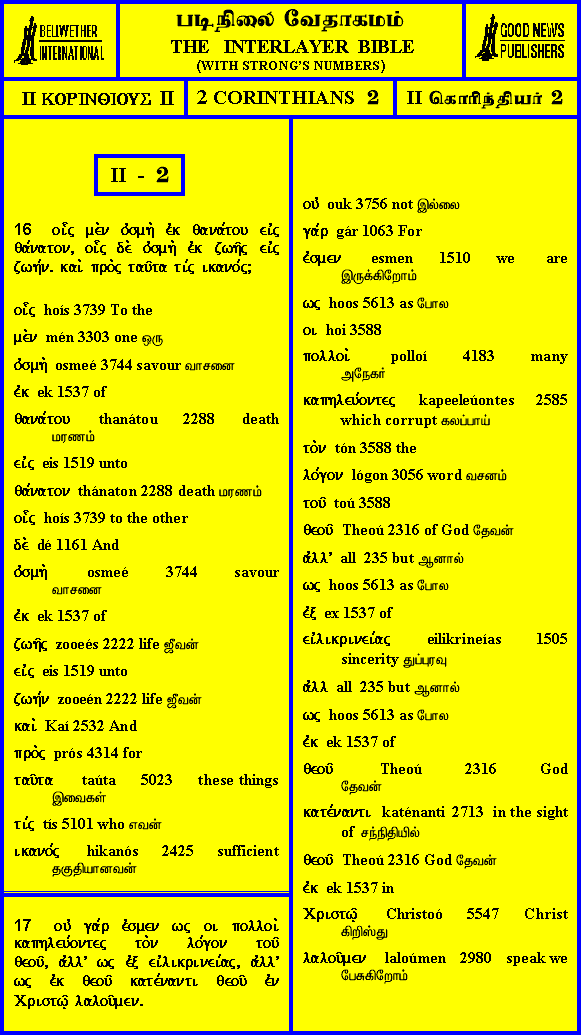 BELLWETHER
INTERNATIONAL
படிநிலை வேதாகமம்
THE INTERLAYER BIBLE
(WITH STRONG'S NUMBERS)
GOOD NEWS
PUBLISHERS
II ΚΟΡΙΝΘΙΟΥΣ II
2 CORINTHIANS 2
II கொரிந்தியர் 2
II - 2
16 οἷς μὲν ὀσμὴ ἐκ θανάτου εἰς
θάνατον, οἷς δὲ ὀσμὴ ἐκ ζωῆς εἰς
ζωήν. καὶ πρὸς ταῦτα τίς ικανός;
οἷς hoís 3739 To the
μὲν mén 3303 one ஒரு
ὀσμὴ osmeé 3744 savour வாசனை
ἐκ ek 1537 of
θανάτου thanátou 2288 death
மரணம்
εἰς eis 1519 unto
θάνατον thánaton 2288 death மரணம்
οἷς hoís 3739 to the other
δὲ dé 1161 And
ὀσμὴ osmeé 3744 savour
வாசனை
ἐκ ek 1537 of
ζωῆς zooeés 2222 life ஜீவன்
εἰς eis 1519 unto
ζωήν zooeén 2222 life ஜீவன்
καὶ Kaí 2532 And
πρὸς prós 4314 for
ταῦτα taúta 5023 these things
இவைகள்
τίς tís 5101 who எவன்
ικανός hikanós 2425 sufficient
தகுதியானவன்
17 οὐ γάρ ἐσμεν ως οι πολλοὶ
καπηλεύοντες τὸν λόγον τοῦ
θεοῦ, ἀλλ' ως ἐξ εἰλικρινείας, ἀλλ'
ως ἐκ θεοῦ κατέναντι θεοῦ ἐν
Χριστῷ λαλοῦμεν.
οὐ ouk 3756 not இல்லை
γάρ gár 1063 For
ἐσμεν esmen 1510 we are
இருக்கிறோம்
ως hoos 5613 as போல
οι hoi 3588
πολλοὶ polloí 4183 many
அநேகர்
καπηλεύοντες kapeeleúontes 2585
which corrupt கலப்பாய்
τὸν tón 3588 the
λόγον lógon 3056 word வசனம்
τοῦ toú 3588
θεοῦ Theoú 2316 of God தேவன்
ἀλλ' all 235 but ஆனால்
ως hoos 5613 as போல
ἐξ ex 1537 of
εἰλικρινείας eilikrineías 1505
sincerity துப்புரவு
ἀλλ all 235 but ஆனால்
ως hoos 5613 as போல
ἐκ ek 1537 of
θεοῦ Theoú 2316 God
தேவன்
κατέναντι katénanti 2713 in the sight
of சந்நிதியில்
θεοῦ Theoú 2316 God தேவன்
ἐκ ek 1537 in
Χριστῷ Christoó 5547 Christ
கிறிஸ்து
λαλοῦμεν laloúmen 2980 speak we
பேசுகிறோம்